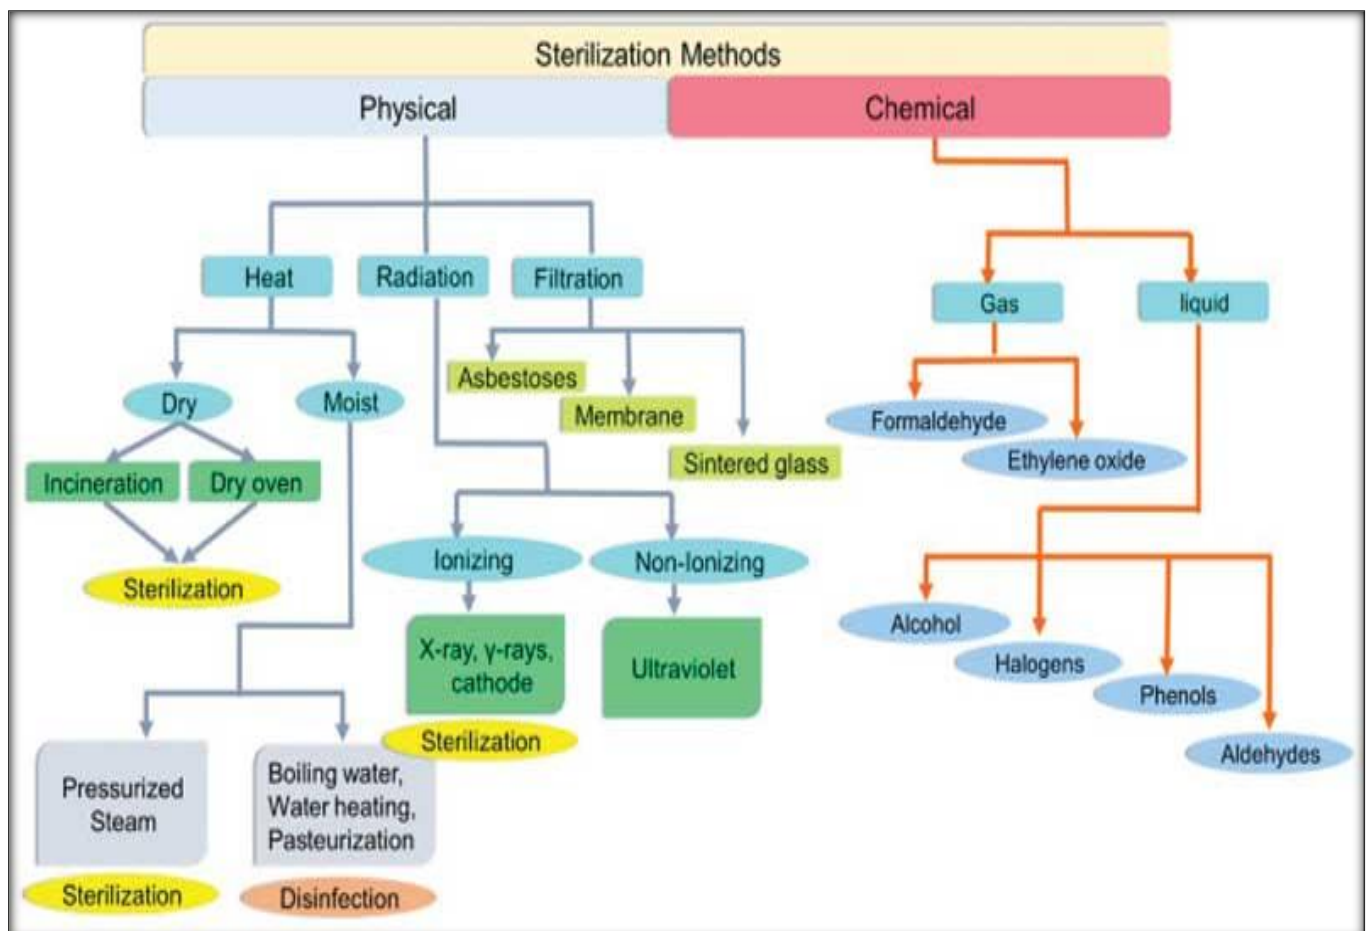 Sterilization Methods
Physical
Chemical
Heat
Radiation
Filtration
Gas
liquid
Dry
Moist
Asbestoses
Membrane
Sintered glass
Formaldehyde
Ethylene oxide
Incineration
Dry oven
Sterilization
Ionizing
Non-Ionizing
X-ray, γ-rays,
cathode
Ultraviolet
Sterilization
Alcohol
Halogens
Phenols
Aldehydes
Pressurized
Steam
Boiling water,
Water heating,
Pasteurization
Sterilization
Disinfection